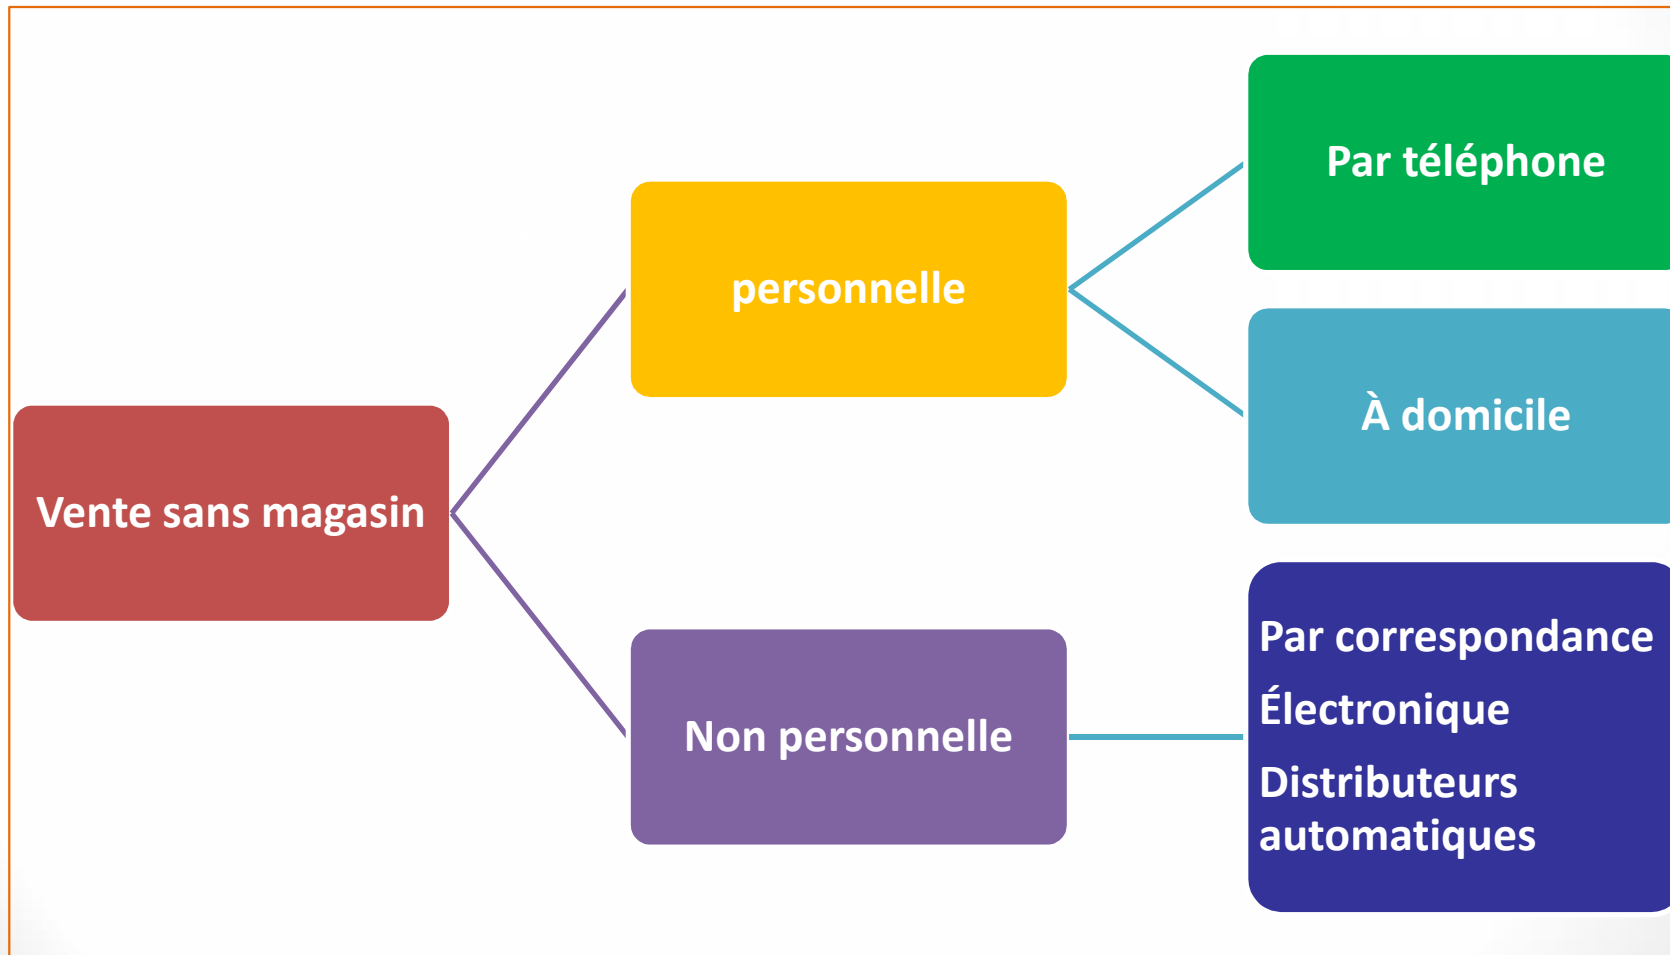 Vente sans magasin
personnelle
Non personnelle
Par téléphone
À domicile
Par correspondance
Électronique
Distributeurs
automatiques